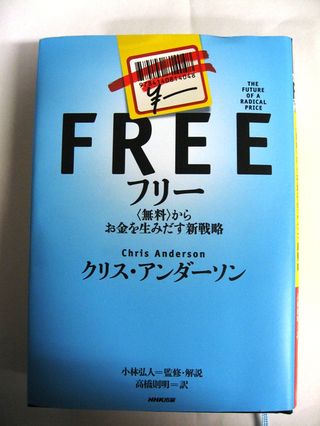 9784140814048
¥—
THE
FUTURE
OF A
RADICAL
PRICE
FREE
フリー
〈無料〉から
お金を生みだす新戦略
Chris Anderson
クリス・アンダーソン
小林弘人=監修・解説
高橋則明=訳
NHK出版